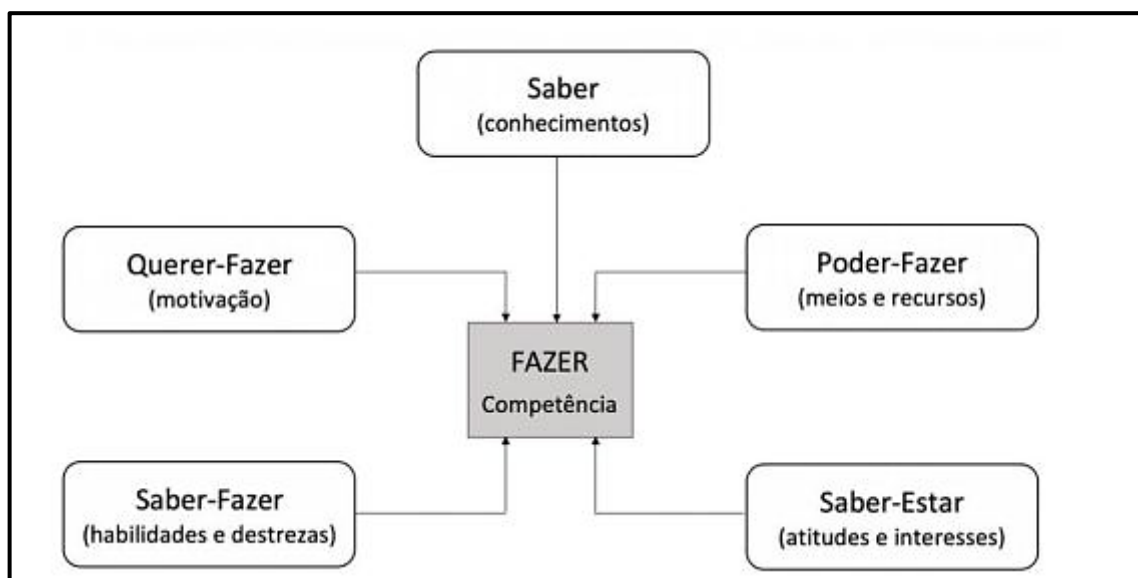 Saber
(conhecimentos)
Querer-Fazer
(motivação)
Poder-Fazer
(meios e recursos)
FAZER
Competência
Saber-Fazer
(habilidades e destrezas)
Saber-Estar
(atitudes e interesses)